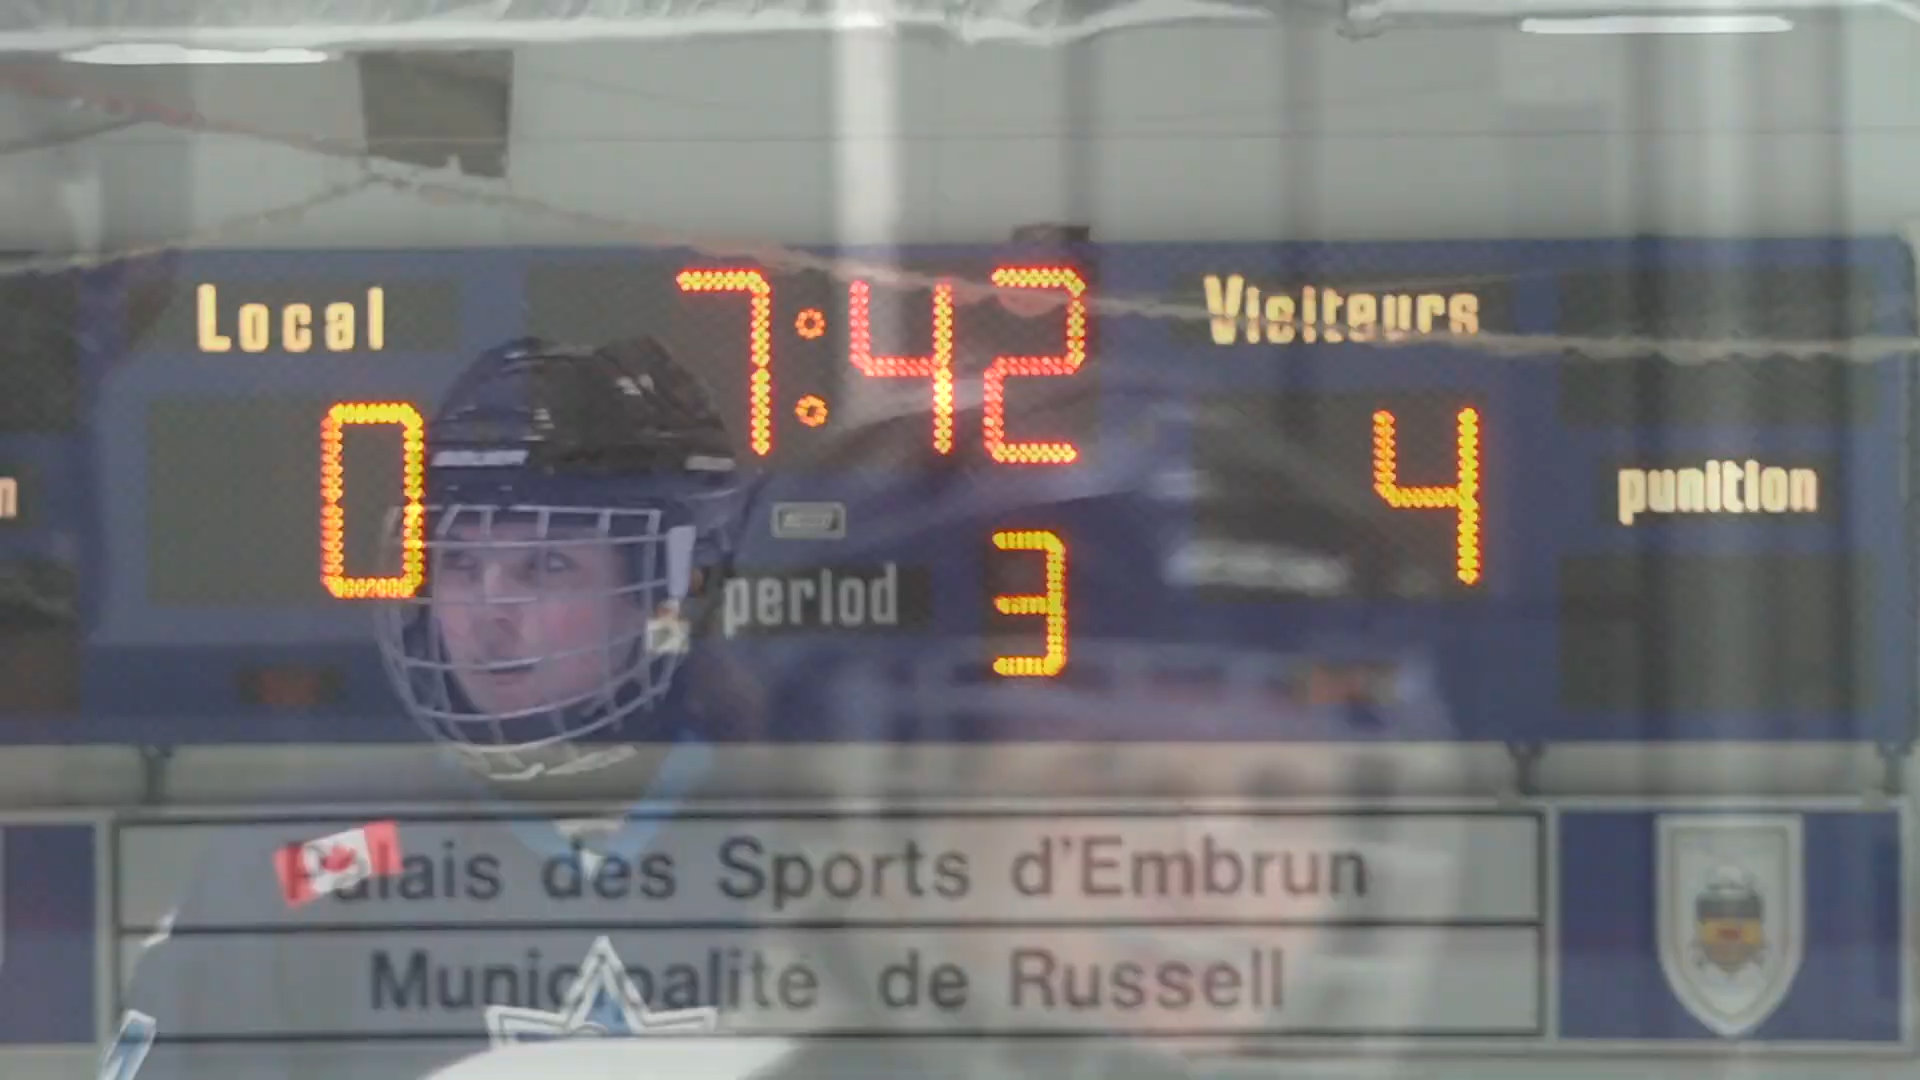 Local
7:42
Visiteurs
0
4
punition
period
3
Palais des Sports d'Embrun
Municipalité de Russell